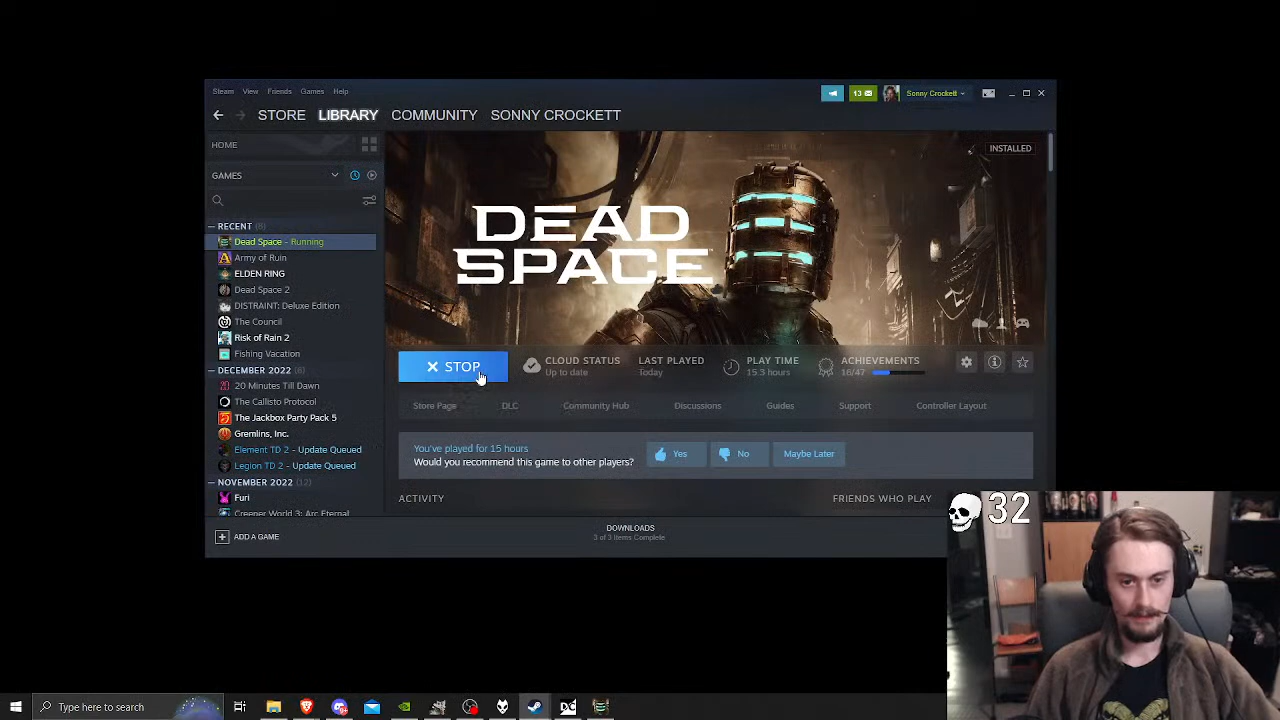 Steam View Friends Games Help
13
Sonny Crockett
STORE LIBRARY COMMUNITY SONNY CROCKETT
HOME
GAMES
RECENT (8)
Dead Space - Running
Army of Ruin
ELDEN RING
Dead Space 2
DISTRAINT: Deluxe Edition
The Council
Risk of Rain 2
Fishing Vacation
DECEMBER 2022 (6)
20 Minutes Till Dawn
The Callisto Protocol
The Jackbox Party Pack 5
Gremlins, Inc.
Element TD 2 - Update Queued
Legion TD 2 - Update Queued
NOVEMBER 2022 (12)
Furi
Creeper World 3: Arc Eternal
ADD A GAME
INSTALLED
DEAD
SPACE
STOP
CLOUD STATUS
Up to date
LAST PLAYED
Today
PLAY TIME
15.3 hours
ACHIEVEMENTS
16/47
Store Page DLC Community Hub Discussions Guides Support Controller Layout
You've played for 15 hours
Would you recommend this game to other players?
Yes No Maybe Later
ACTIVITY
FRIENDS WHO PLAY
DOWNLOADS
3 of 3 Items Complete
32
Type here to search